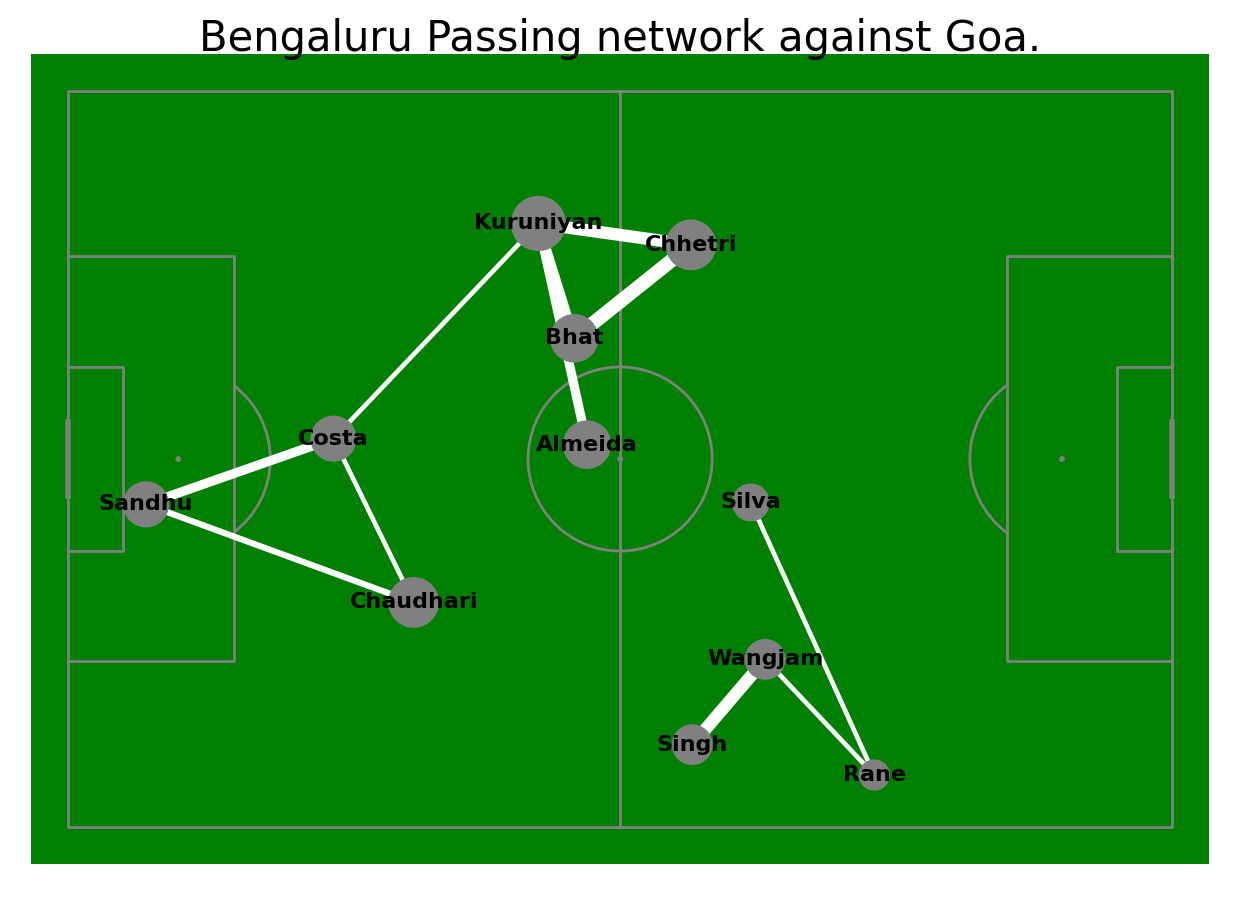 Bengaluru Passing network against Goa.
Kuruniyan
Chhetri
Bhat
Costa
Almeida
Sandhu
Silva
Chaudhari
Wangjam
Singh
Rane